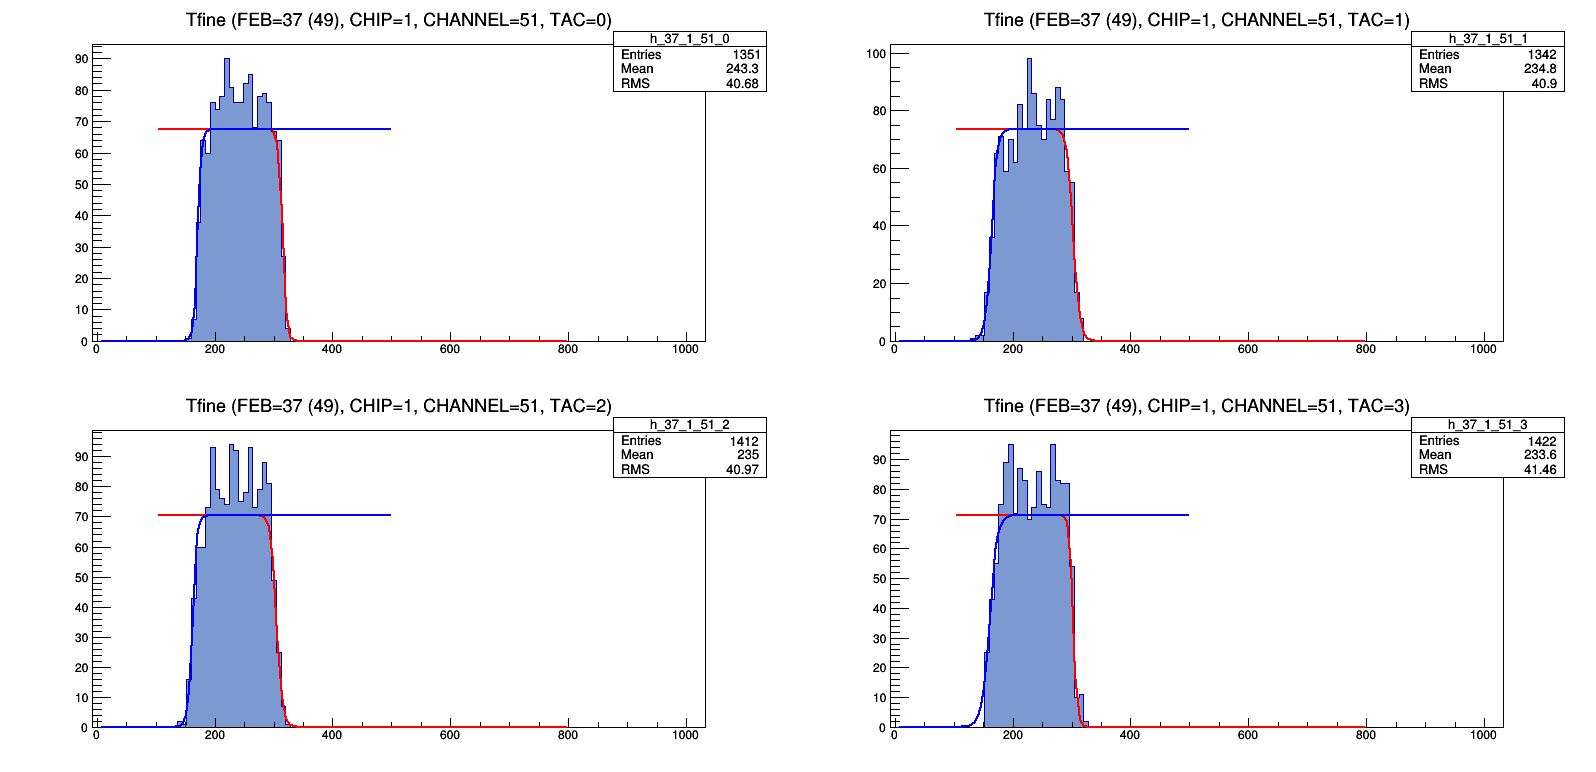 Tfine (FEB=37 (49), CHIP=1, CHANNEL=51, TAC=0)
h_37_1_51_0
Entries 1351
Mean 243.3
RMS 40.68
90
80
70
60
50
40
30
20
10
0
0 200 400 600 800 1000
Tfine (FEB=37 (49), CHIP=1, CHANNEL=51, TAC=1)
h_37_1_51_1
Entries 1342
Mean 234.8
RMS 40.9
100
80
60
40
20
0
0 200 400 600 800 1000
Tfine (FEB=37 (49), CHIP=1, CHANNEL=51, TAC=2)
h_37_1_51_2
Entries 1412
Mean 235
RMS 40.97
90
80
70
60
50
40
30
20
10
0
0 200 400 600 800 1000
Tfine (FEB=37 (49), CHIP=1, CHANNEL=51, TAC=3)
h_37_1_51_3
Entries 1422
Mean 233.6
RMS 41.46
90
80
70
60
50
40
30
20
10
0
0 200 400 600 800 1000